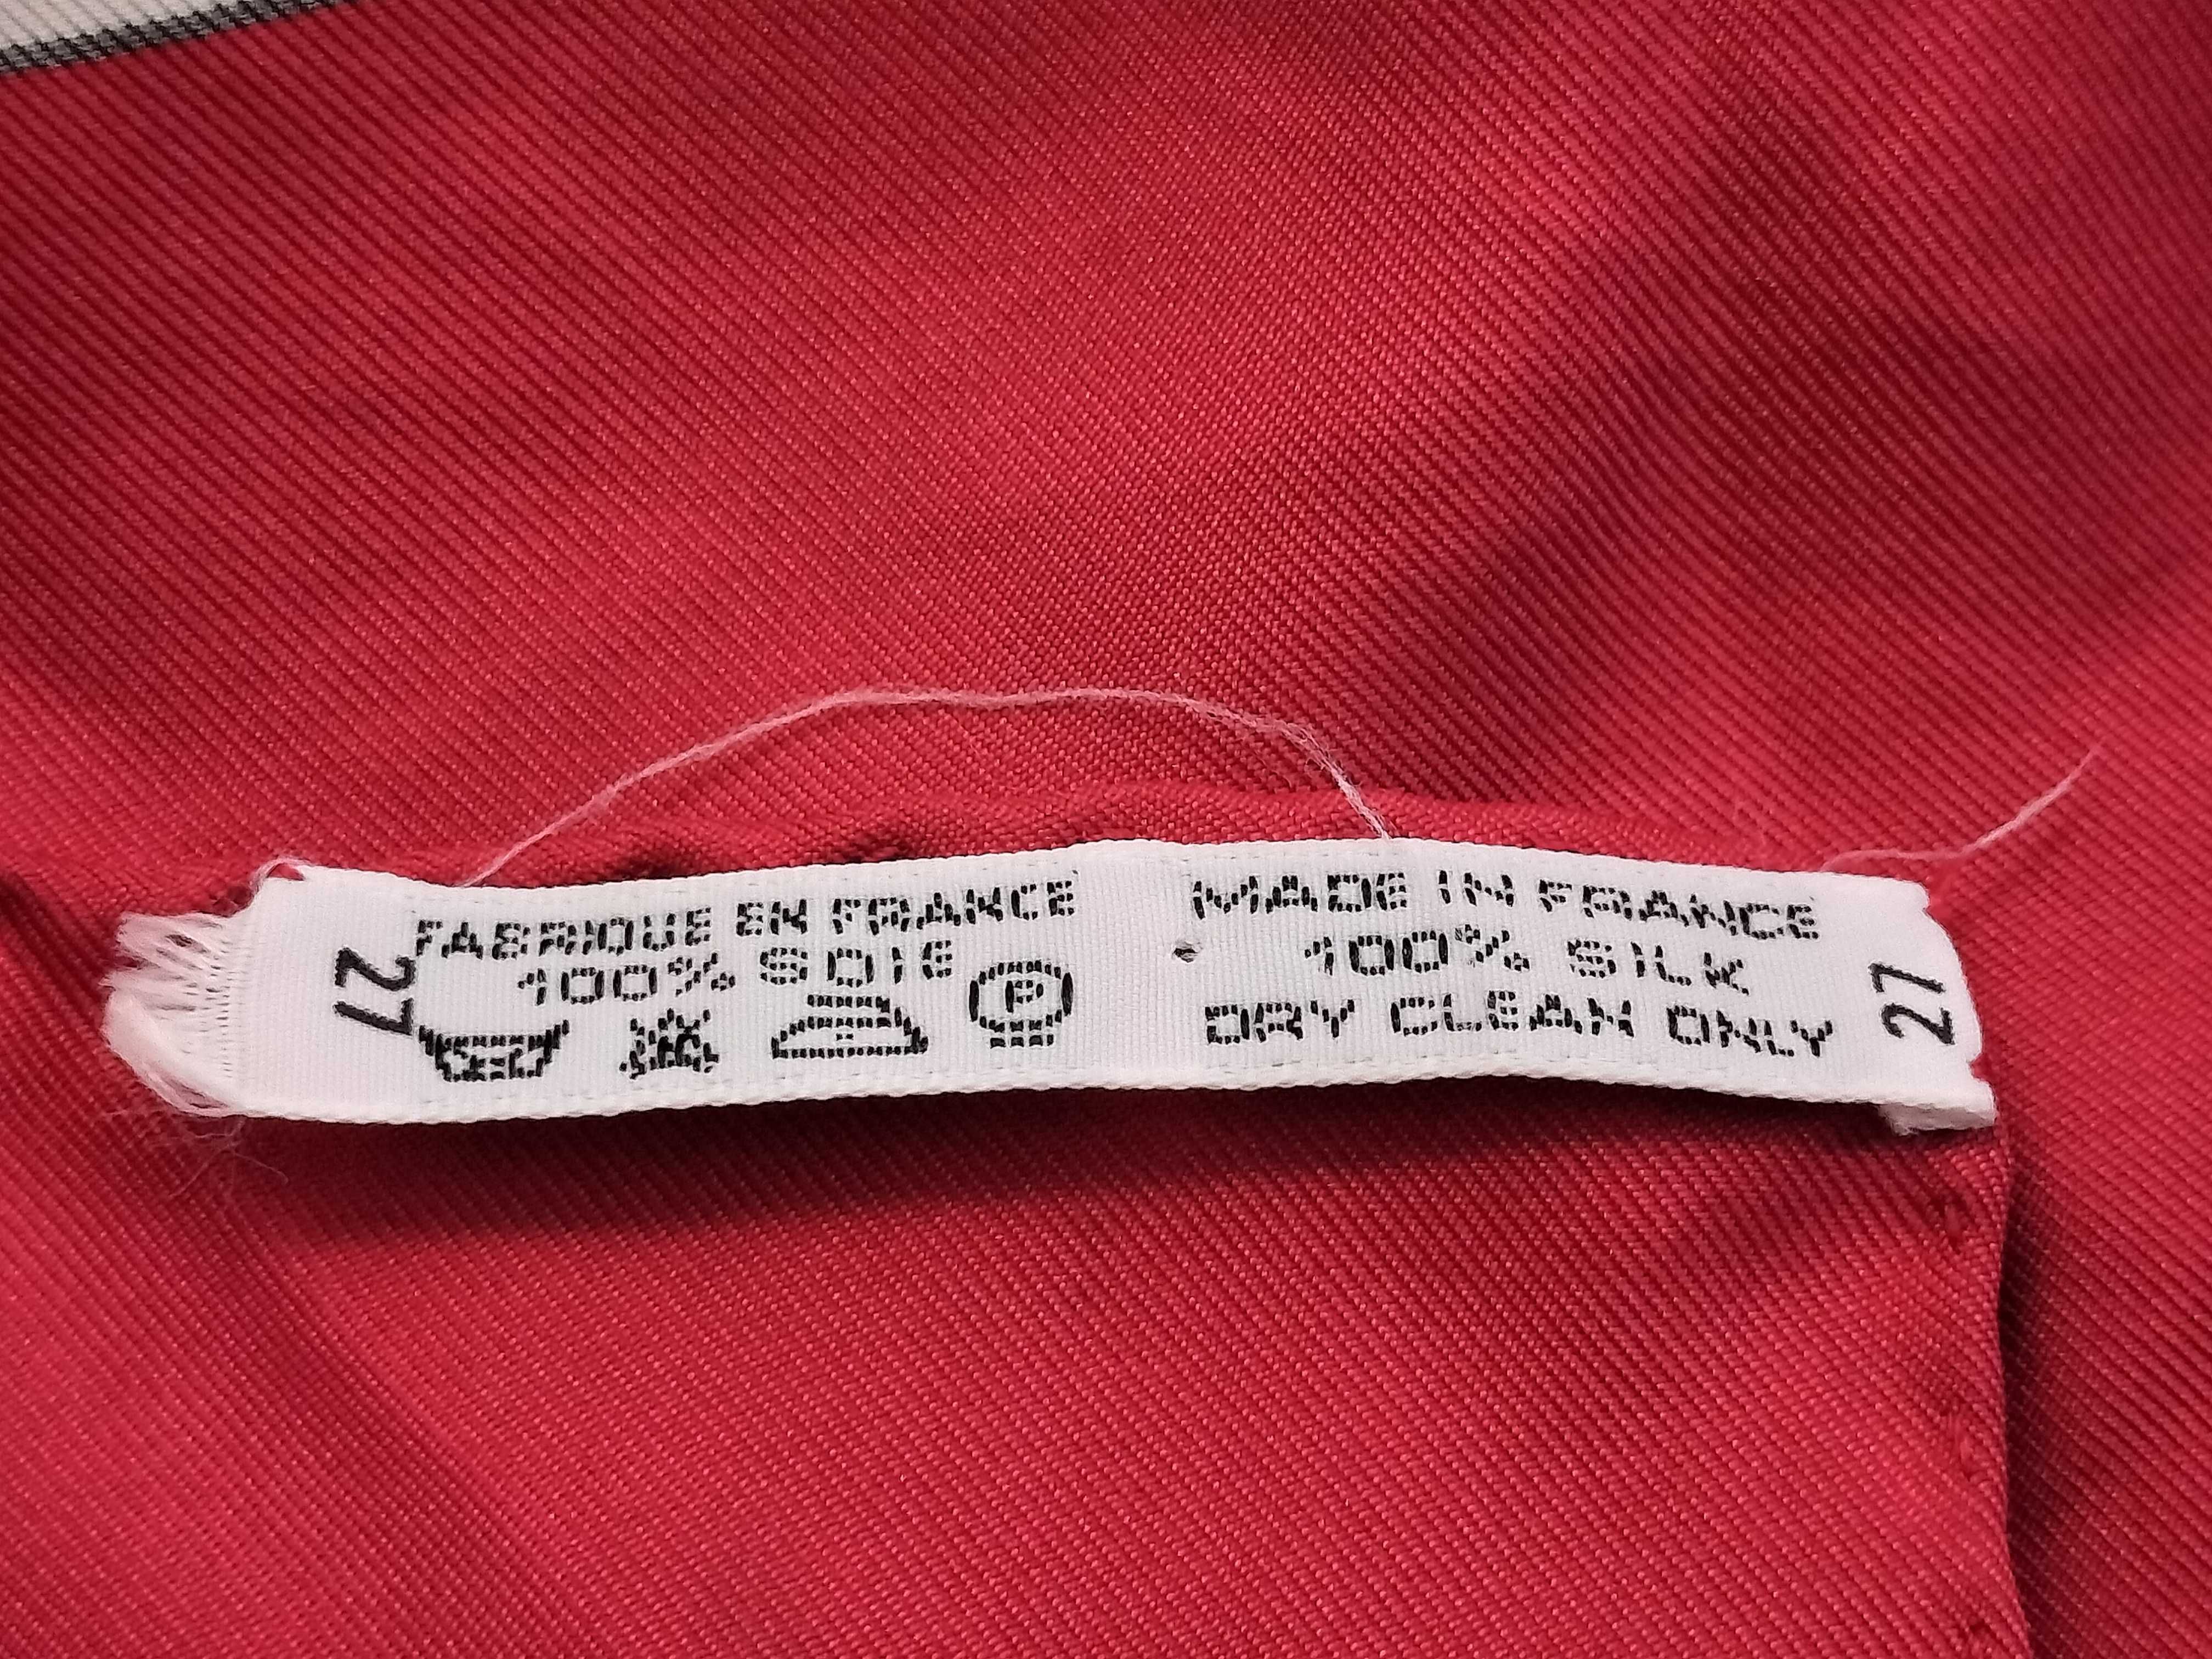 27
FABRIQUE EN FRANCE
100% SOIE
P
MADE IN FRANCE
100% SILK
DRY CLEAN ONLY
27